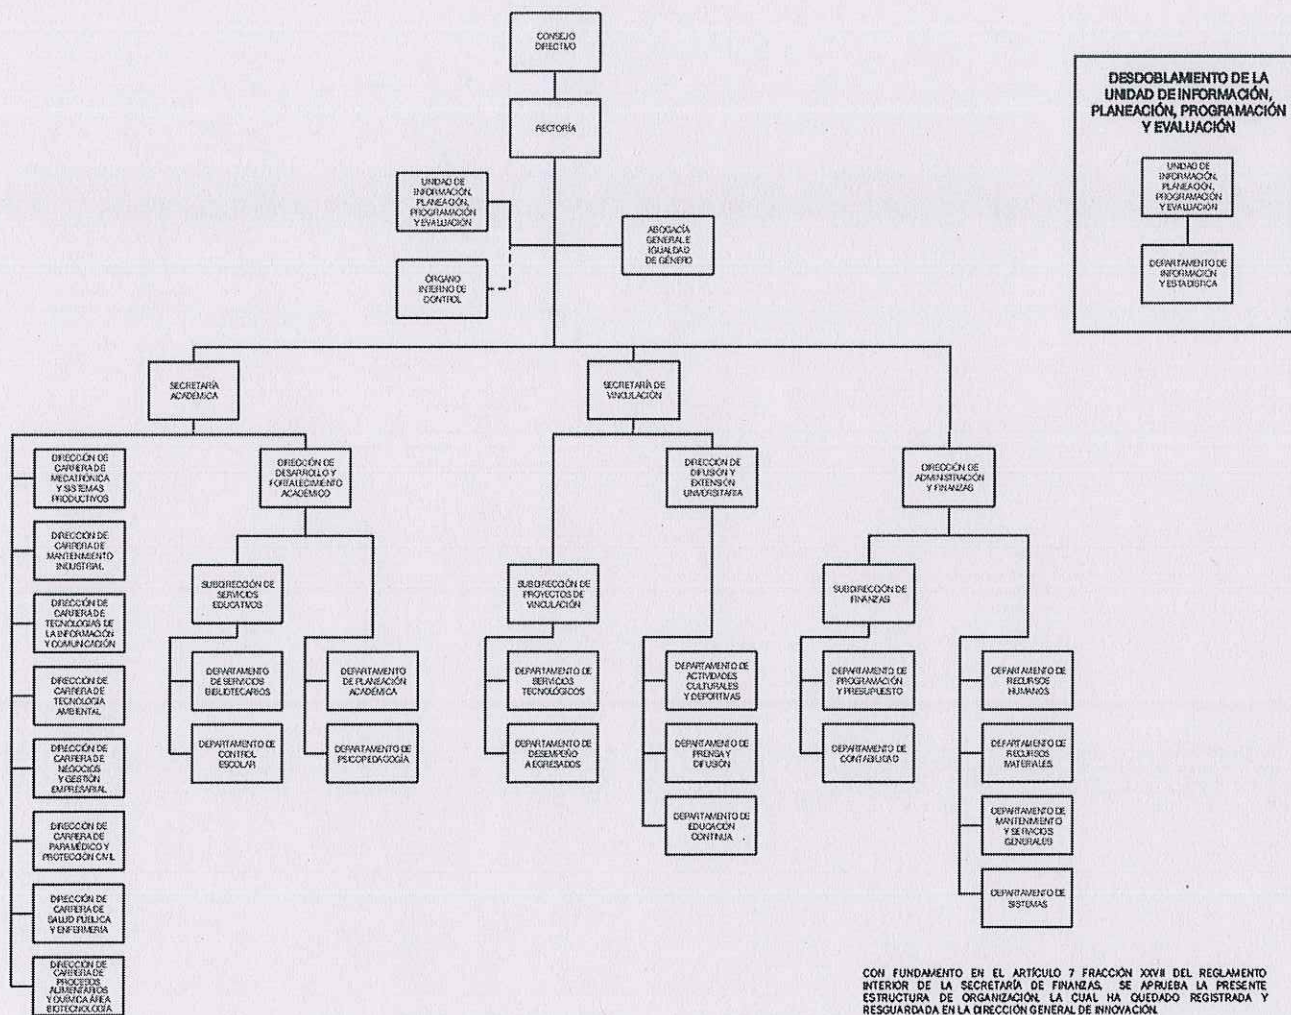 CONSEJO
DIRECTIVO
RECTORÍA
UNIDAD DE
INFORMACIÓN,
PLANEACIÓN,
PROGRAMACIÓN
Y EVALUACIÓN
ABOGACÍA
GENERAL E
IGUALDAD
DE GÉNERO
ÓRGANO
INTERNO DE
CONTROL
DESDOBLAMIENTO DE LA
UNIDAD DE INFORMACIÓN,
PLANEACIÓN, PROGRAMACIÓN
Y EVALUACIÓN
UNIDAD DE
INFORMACIÓN,
PLANEACIÓN,
PROGRAMACIÓN
Y EVALUACIÓN
DEPARTAMENTO DE
INFORMACIÓN
Y ESTADÍSTICA
SECRETARÍA
ACADÉMICA
SECRETARÍA DE
VINCULACIÓN
DIRECCIÓN DE
CARRERA DE
MECATRÓNICA
Y SISTEMAS
PRODUCTIVOS
DIRECCIÓN DE
DESARROLLO Y
FORTALECIMIENTO
ACADÉMICO
DIRECCIÓN DE
DIFUSIÓN Y
EXTENSIÓN
UNIVERSITARIA
DIRECCIÓN DE
ADMINISTRACIÓN
Y FINANZAS
DIRECCIÓN DE
CARRERA DE
MANTENIMIENTO
INDUSTRIAL
SUBDIRECCIÓN DE
SERVICIOS
EDUCATIVOS
SUBDIRECCIÓN DE
PROYECTOS DE
VINCULACIÓN
SUBDIRECCIÓN DE
FINANZAS
DIRECCIÓN DE
CARRERA DE
TECNOLOGÍAS DE
LA INFORMACIÓN
Y COMUNICACIÓN
DEPARTAMENTO
DE SERVICIOS
BIBLIOTECARIOS
DEPARTAMENTO
DE PLANEACIÓN
ACADÉMICA
DEPARTAMENTO DE
SERVICIOS
TECNOLÓGICOS
DEPARTAMENTO DE
ACTIVIDADES
CULTURALES
Y DEPORTIVAS
DEPARTAMENTO DE
PROGRAMACIÓN
Y PRESUPUESTO
DEPARTAMENTO DE
RECURSOS
HUMANOS
DIRECCIÓN DE
CARRERA DE
TECNOLOGÍA
AMBIENTAL
DEPARTAMENTO DE
CONTROL
ESCOLAR
DEPARTAMENTO DE
PSICOPEDAGOGÍA
DEPARTAMENTO DE
DESEMPEÑO
A EGRESADOS
DEPARTAMENTO DE
PRENSA Y
DIFUSIÓN
DEPARTAMENTO DE
CONTABILIDAD
DEPARTAMENTO DE
RECURSOS
MATERIALES
DIRECCIÓN DE
CARRERA DE
NEGOCIOS
Y GESTIÓN
EMPRESARIAL
DEPARTAMENTO DE
EDUCACIÓN
CONTINUA
DEPARTAMENTO DE
MANTENIMIENTO
Y SERVICIOS
GENERALES
DIRECCIÓN DE
CARRERA DE
PARAMÉDICO Y
PROTECCIÓN CIVIL
DEPARTAMENTO DE
SISTEMAS
DIRECCIÓN DE
CARRERA DE
SALUD PÚBLICA
Y ENFERMERÍA
DIRECCIÓN DE
CARRERA DE
PROCESOS
ALIMENTARIOS
Y QUÍMICA ÁREA
BIOTECNOLOGÍA
CON FUNDAMENTO EN EL ARTÍCULO 7 FRACCIÓN XXVII DEL REGLAMENTO
INTERIOR DE LA SECRETARÍA DE FINANZAS, SE APRUEBA LA PRESENTE
ESTRUCTURA DE ORGANIZACIÓN, LA CUAL HA QUEDADO REGISTRADA Y
RESGUARDADA EN LA DIRECCIÓN GENERAL DE INNOVACIÓN.